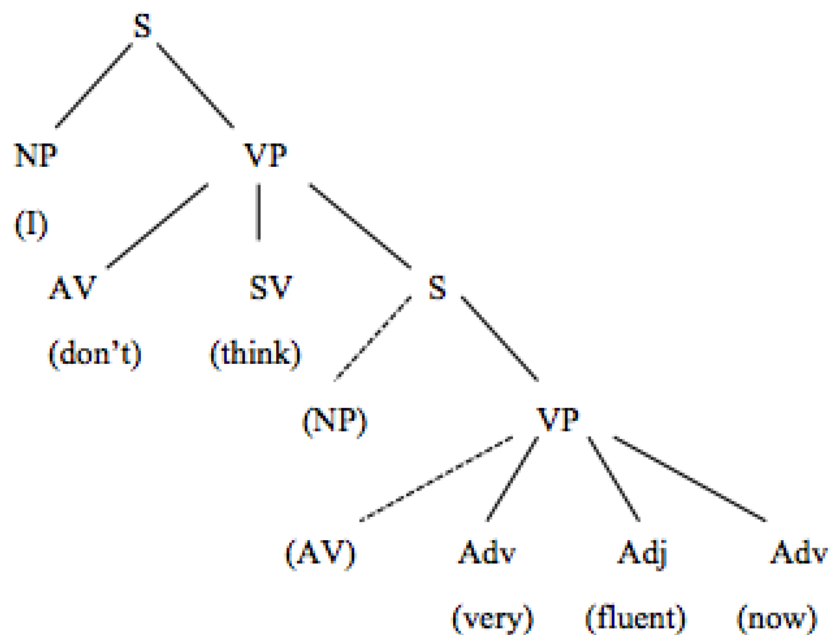 S
NP VP
(I)
AV SV S
(don't) (think)
(NP) VP
(AV) Adv Adj Adv
(very) (fluent) (now)